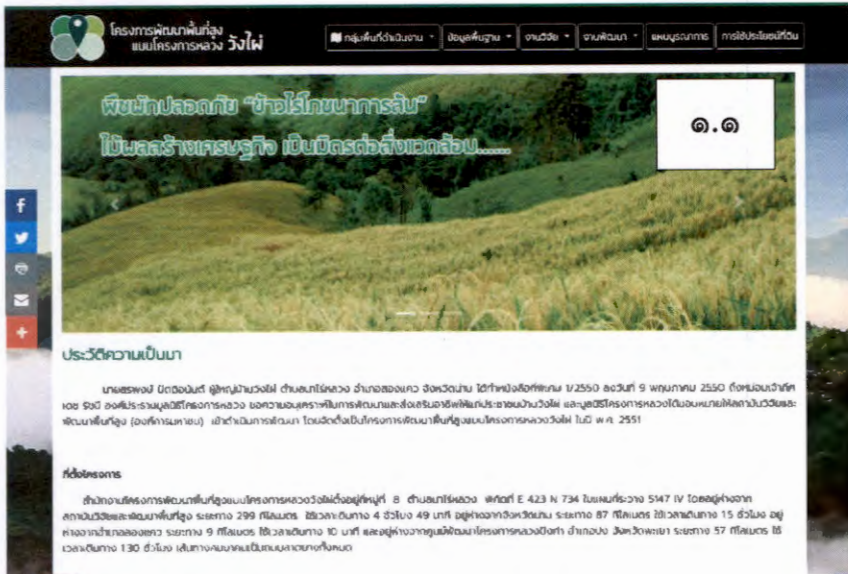 โครงการพัฒนาพื้นที่สูง
แบบโครงการหลวง วังไผ่
กลุ่มพื้นที่ดำเนินงาน
ข้อมูลพื้นฐาน
งานวิจัย
งานพัฒนา
แผนบูรณาการ
การใช้ประโยชน์ที่ดิน
พืชผักปลอดภัย "ข้าวไร่โภชนาการล้น"
ไม้ผลสร้างเศรษฐกิจ เป็นมิตรต่อสิ่งแวดล้อม......
๑.๑
ประวัติความเป็นมา
นายสรพงษ์ ปิตออนันต์ ผู้ใหญ่บ้านวังไผ่ ตำบลนาไร่หลวง อำเภอสองแคว จังหวัดน่าน ได้ทำหนังสือที่พิเศษ 1/2550 ลงวันที่ 9 พฤษภาคม 2550 ถึงหม่อมเจ้าภีศ
เดช รัชนี องค์ประธานมูลนิธิโครงการหลวง ขอความอนุเคราะห์ในการพัฒนาและส่งเสริมอาชีพให้แก่ประชาชนบ้านวังไผ่ และมูลนิธิโครงการหลวงได้มอบหมายให้สถาบันวิจัยและ
พัฒนาพื้นที่สูง (องค์การมหาชน) เข้าดำเนินการพัฒนา โดยจัดตั้งเป็นโครงการพัฒนาพื้นที่สูงแบบโครงการหลวงวังไผ่ ในปี พ.ศ. 2551
ที่ตั้งโครงการ
สำนักงานโครงการพัฒนาพื้นที่สูงแบบโครงการหลวงวังไผ่ตั้งอยู่ที่หมู่ที่ 8 ตำบลนาไร่หลวง พิกัดที่ E 423 N 734 ในแผนที่ระวาง 5147 IV โดยอยู่ห่างจาก
สถาบันวิจัยและพัฒนาพื้นที่สูง ระยะทาง 299 กิโลเมตร ใช้เวลาเดินทาง 4 ชั่วโมง 49 นาที อยู่ห่างจากจังหวัดน่าน ระยะทาง 87 กิโลเมตร ใช้เวลาเดินทาง 15 ชั่วโมง อยู่
ห่างจากอำเภอสองแคว ระยะทาง 9 กิโลเมตร ใช้เวลาเดินทาง 10 นาที และอยู่ห่างจากศูนย์พัฒนาโครงการหลวงปังค่า อำเภอปง จังหวัดพะเยา ระยะทาง 57 กิโลเมตร ใช้
เวลาเดินทาง 130 ชั่วโมง เส้นทางคมนาคมเป็นถนนลาดยางทั้งหมด